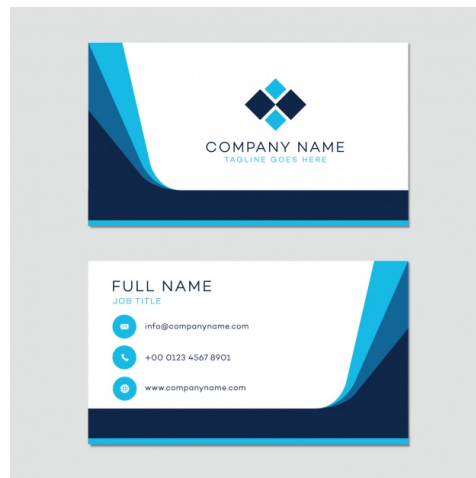 COMPANY NAME
TAGLINE GOES HERE
FULL NAME
JOB TITLE
info@companyname.com
+00 0123 4567 8901
www.companyname.com